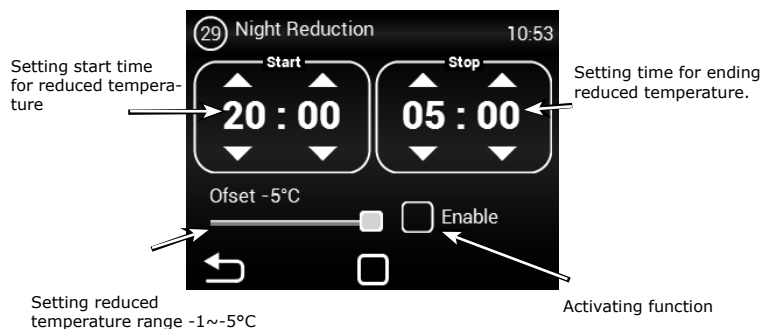 29 Night Reduction 10:53
Start
Stop
Setting start time
for reduced tempera-
ture
Setting time for ending
reduced temperature.
20 : 00
05 : 00
Ofset -5°C
Enable
Setting reduced
temperature range -1~-5°C
Activating function